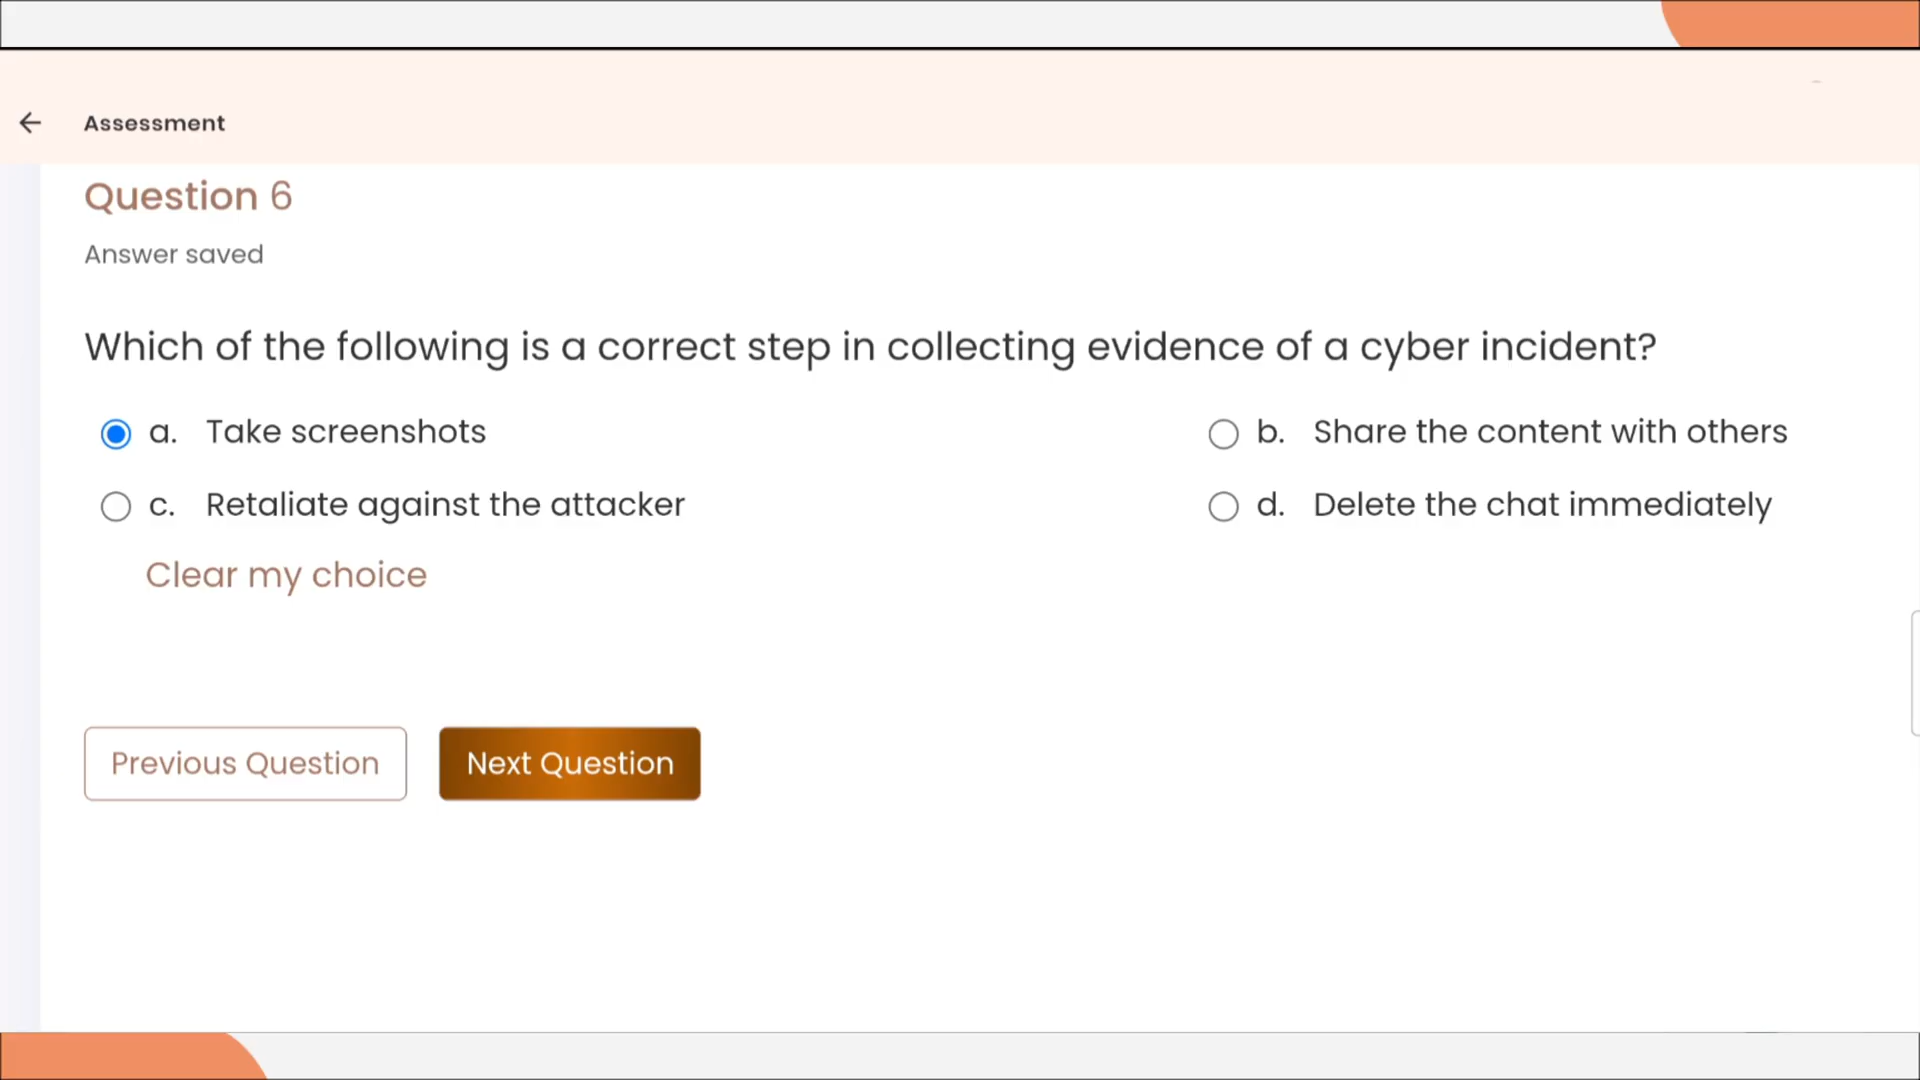 Assessment
Question 6
Answer saved
Which of the following is a correct step in collecting evidence of a cyber incident?
a. Take screenshots
b. Share the content with others
c. Retaliate against the attacker
d. Delete the chat immediately
Clear my choice
Previous Question
Next Question